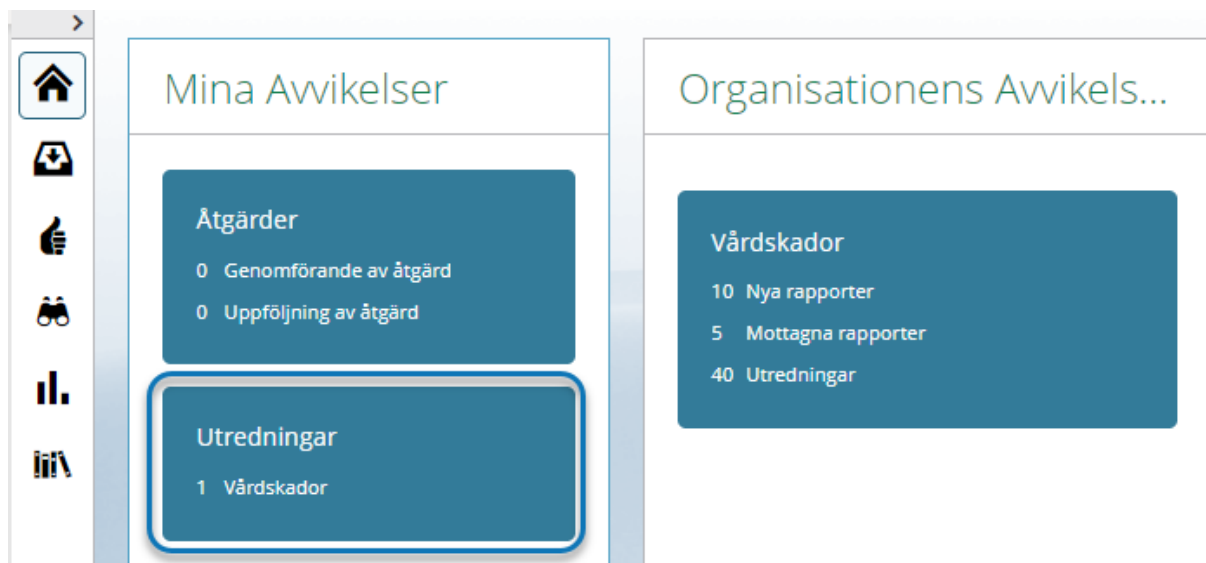 Mina Avvikelser
Åtgärder
0 Genomförande av åtgärd
0 Uppföljning av åtgärd
Utredningar
1 Vårdskador
Organisationens Avvikels...
Vårdskador
10 Nya rapporter
5 Mottagna rapporter
40 Utredningar